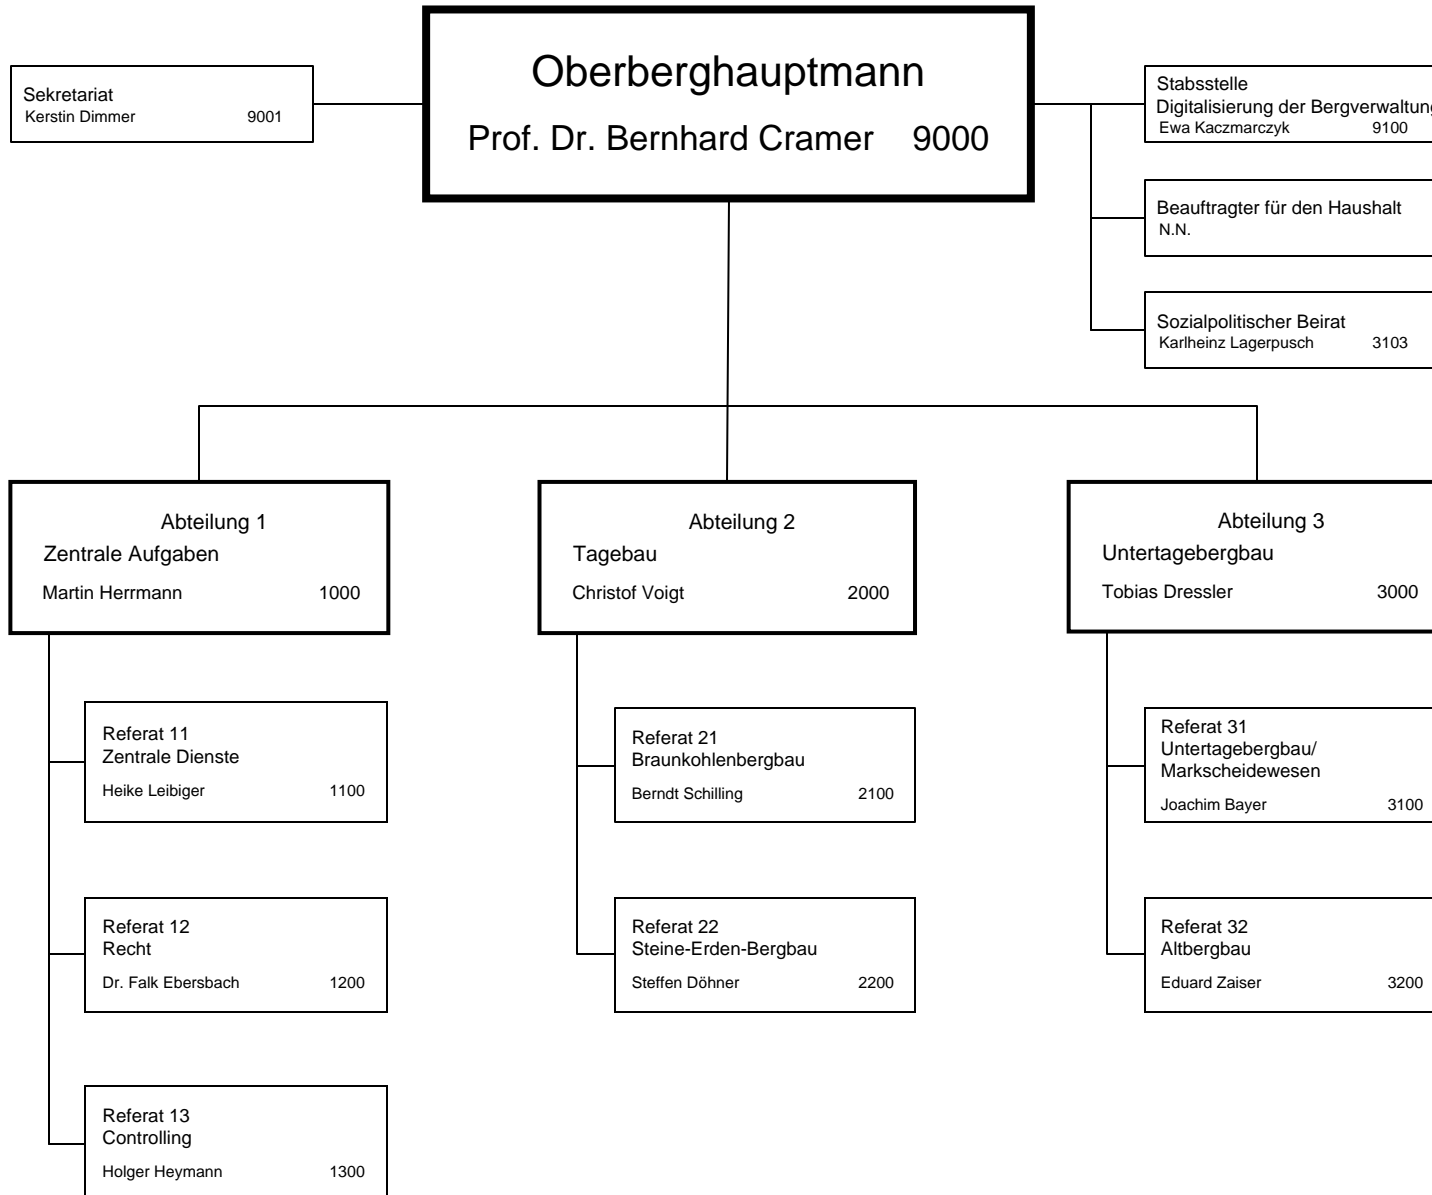 Oberberghauptmann
Prof. Dr. Bernhard Cramer 9000
Sekretariat
Kerstin Dimmer 9001
Stabsstelle
Digitalisierung der Bergverwaltung
Ewa Kaczmarczyk 9100
Beauftragter für den Haushalt
N.N.
Sozialpolitischer Beirat
Karlheinz Lagerpusch 3103
Abteilung 1
Zentrale Aufgaben
Martin Herrmann 1000
Referat 11
Zentrale Dienste
Heike Leibiger 1100
Referat 12
Recht
Dr. Falk Ebersbach 1200
Referat 13
Controlling
Holger Heymann 1300
Abteilung 2
Tagebau
Christof Voigt 2000
Referat 21
Braunkohlenbergbau
Berndt Schilling 2100
Referat 22
Steine-Erden-Bergbau
Steffen Döhner 2200
Abteilung 3
Untertagebergbau
Tobias Dressler 3000
Referat 31
Untertagebergbau/
Markscheidewesen
Joachim Bayer 3100
Referat 32
Altbergbau
Eduard Zaiser 3200